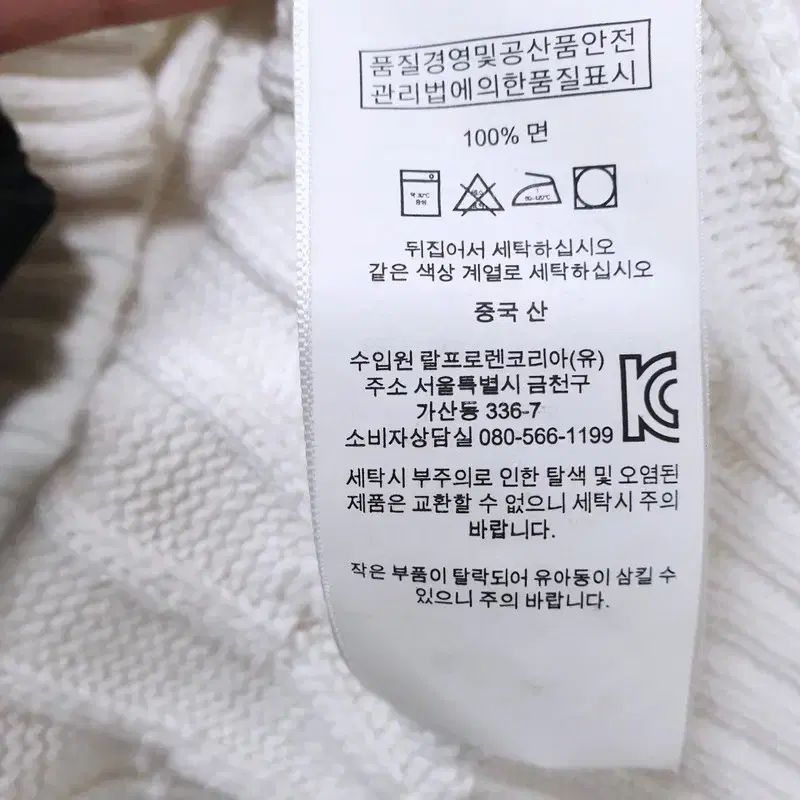 품질경영및공산품안전
관리법에의한품질표시
100% 면
약 30℃
중성
80-120℃
뒤집어서 세탁하십시오
같은 색상 계열로 세탁하십시오
중국 산
수입원 랄프로렌코리아(유)
주소 서울특별시 금천구
가산동 336-7
소비자상담실 080-566-1199
세탁시 부주의로 인한 탈색 및 오염된
제품은 교환할 수 없으니 세탁시 주의
바랍니다.
작은 부품이 탈락되어 유아동이 삼킬 수
있으니 주의 바랍니다.